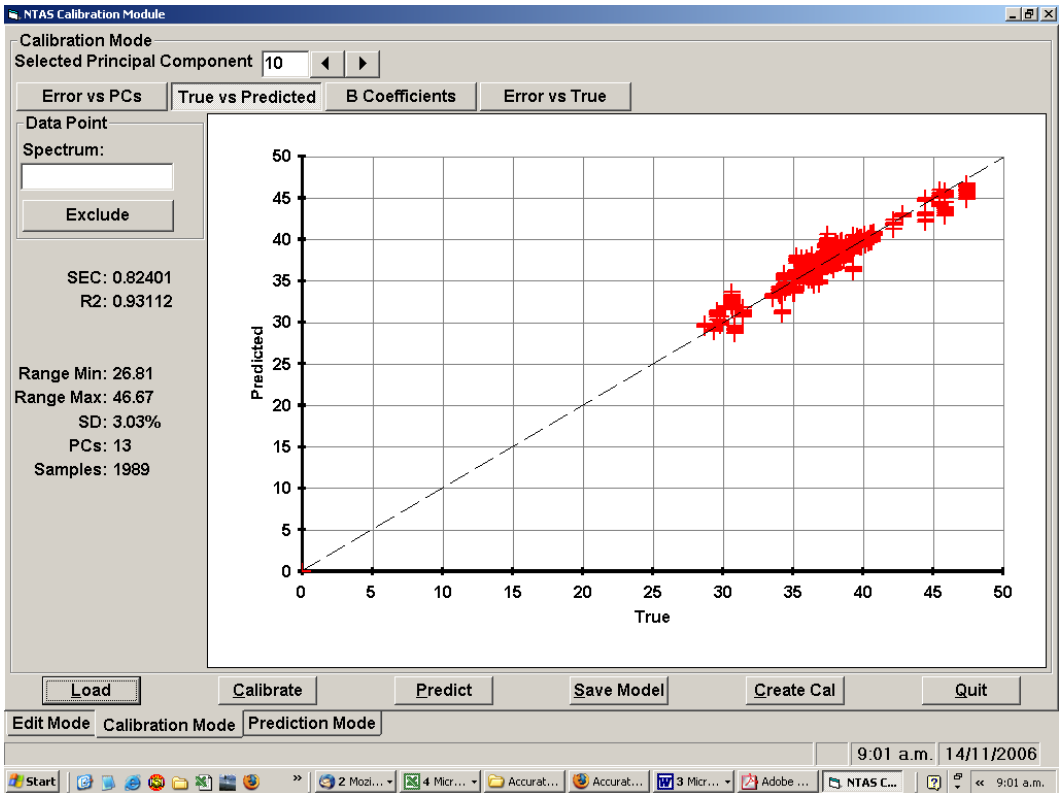 NTAS Calibration Module
Calibration Mode
Selected Principal Component 10
Error vs PCs True vs Predicted B Coefficients Error vs True
Data Point
Spectrum:
Exclude
SEC: 0.82401
R2: 0.93112
Range Min: 26.81
Range Max: 46.67
SD: 3.03%
PCs: 13
Samples: 1989
50
45
40
35
30
25
20
15
10
5
0
Predicted
0 5 10 15 20 25 30 35 40 45 50
True
Load Calibrate Predict Save Model Create Cal Quit
Edit Mode Calibration Mode Prediction Mode
9:01 a.m. 14/11/2006
Start » 2 Mozi... 4 Micr... Accurat... Accurat... 3 Micr... Adobe ... NTAS C... « 9:01 a.m.